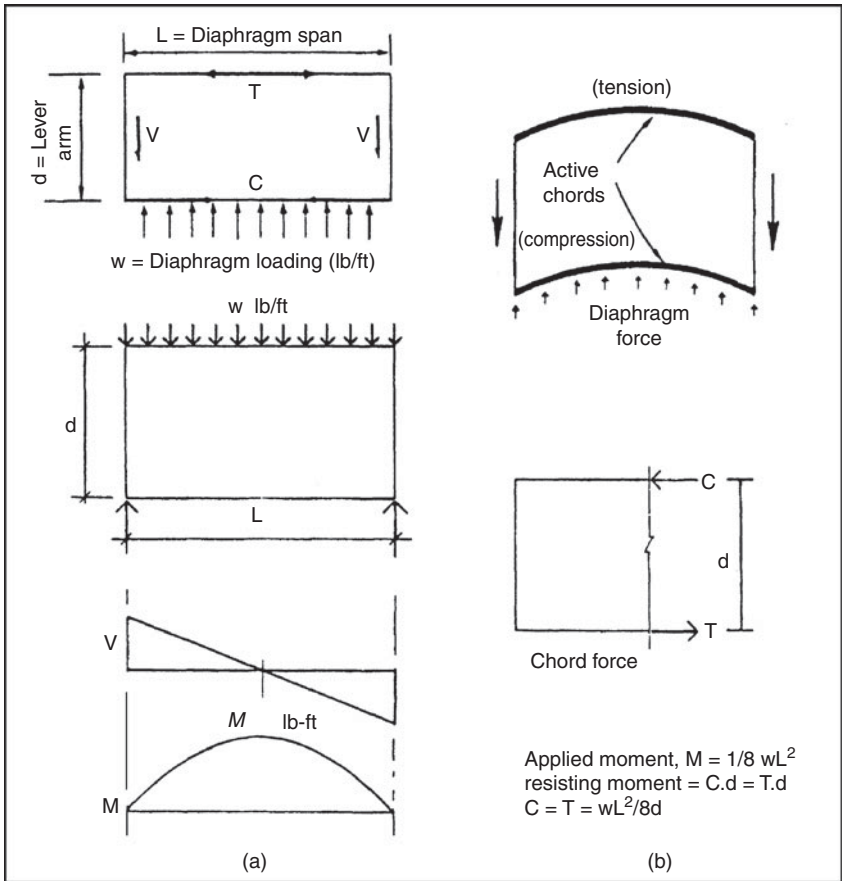 L = Diaphragm span
T
V
V
d = Lever
arm
C
w = Diaphragm loading (lb/ft)
w lb/ft
d
L
V
M lb-ft
M
(a)
(tension)
Active
chords
(compression)
Diaphragm
force
C
d
T
Chord force
Applied moment, M = 1/8 wL²
resisting moment = C.d = T.d
C = T = wL²/8d
(b)